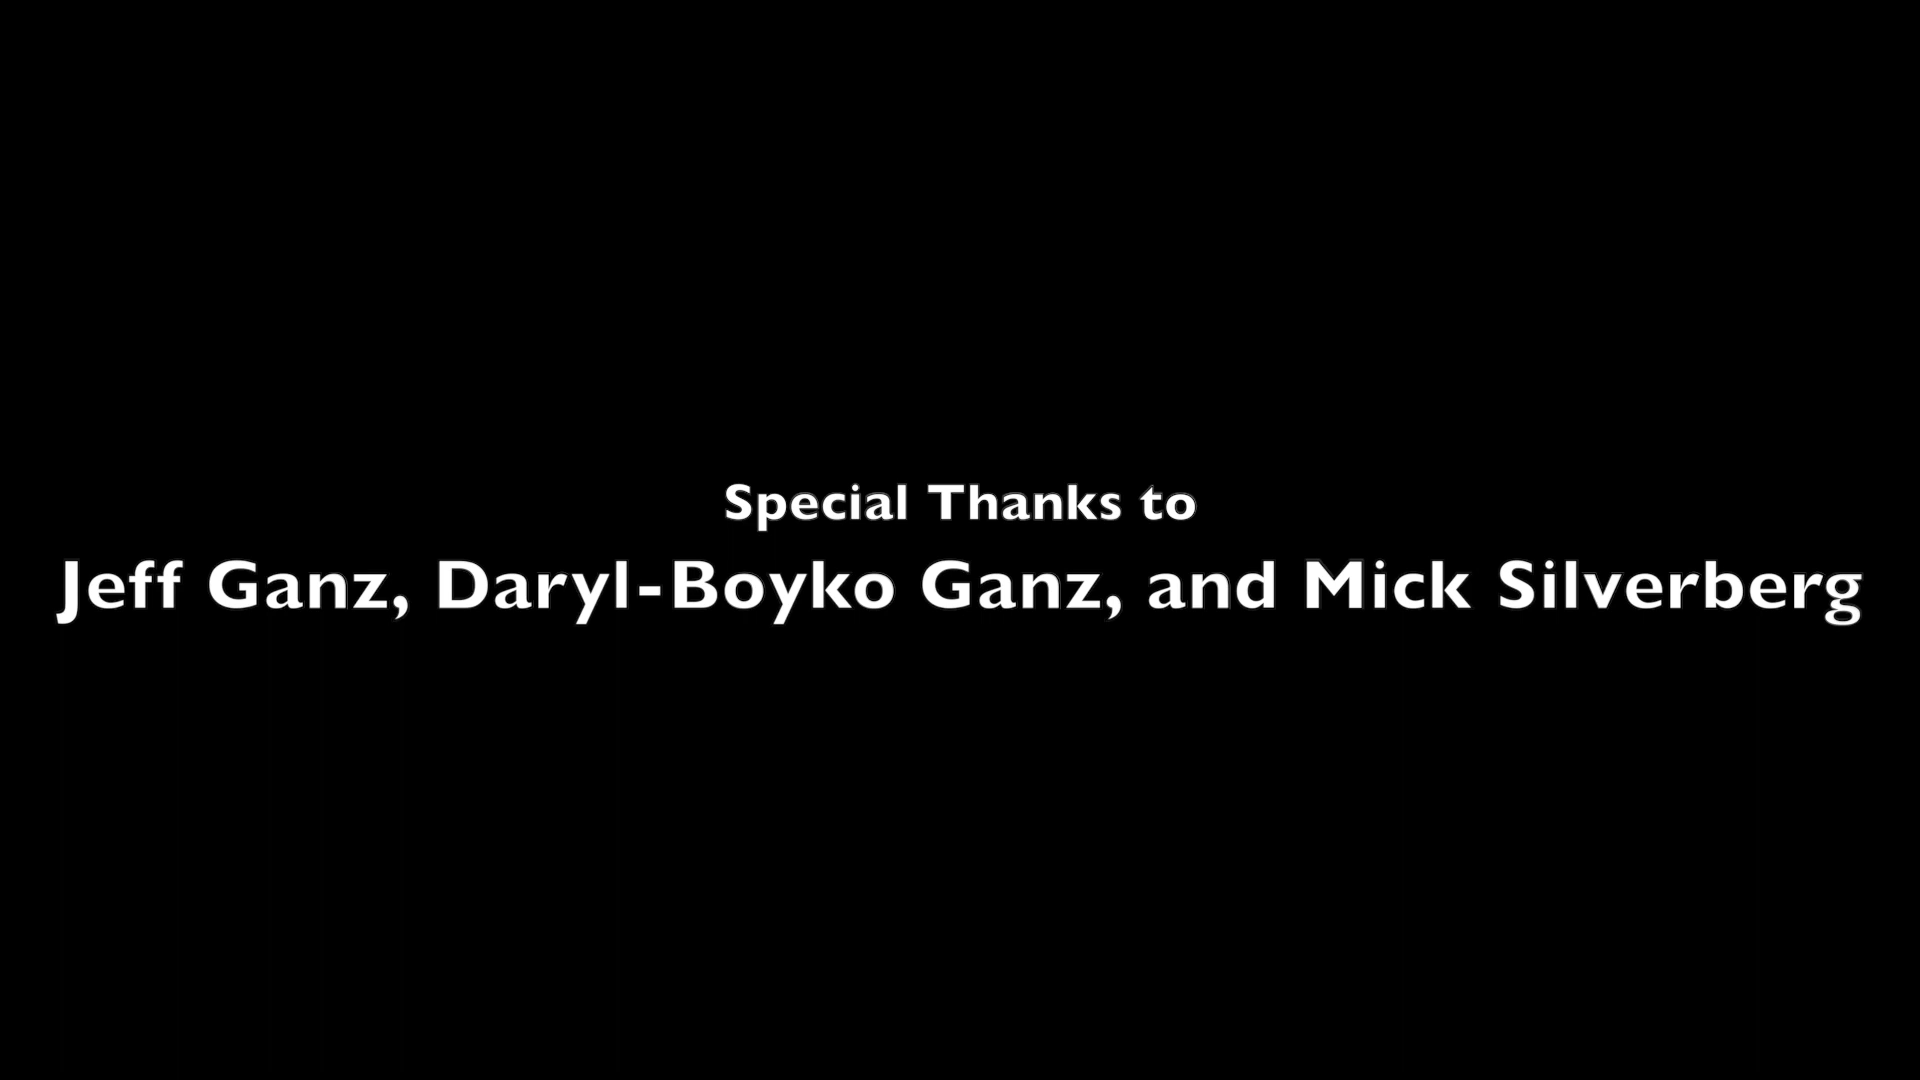 Special Thanks to
Jeff Ganz, Daryl-Boyko Ganz, and Mick Silverberg